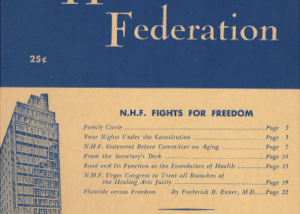 Federation
25¢
N.H.F. FIGHTS FOR FREEDOM
Family Circle Page 2
Your Rights Under the Constitution Page 3
N.H.F. Statement Before Committee on Aging Page 7
From the Secretary's Desk Page 10
Food and Its Function as the Foundation of Health Page 13
N.H.F. Urges Congress to Treat all Branches of
the Healing Arts Justly Page 19
Fluoride versus Freedom By Frederick B. Exner, M.D. Page 22